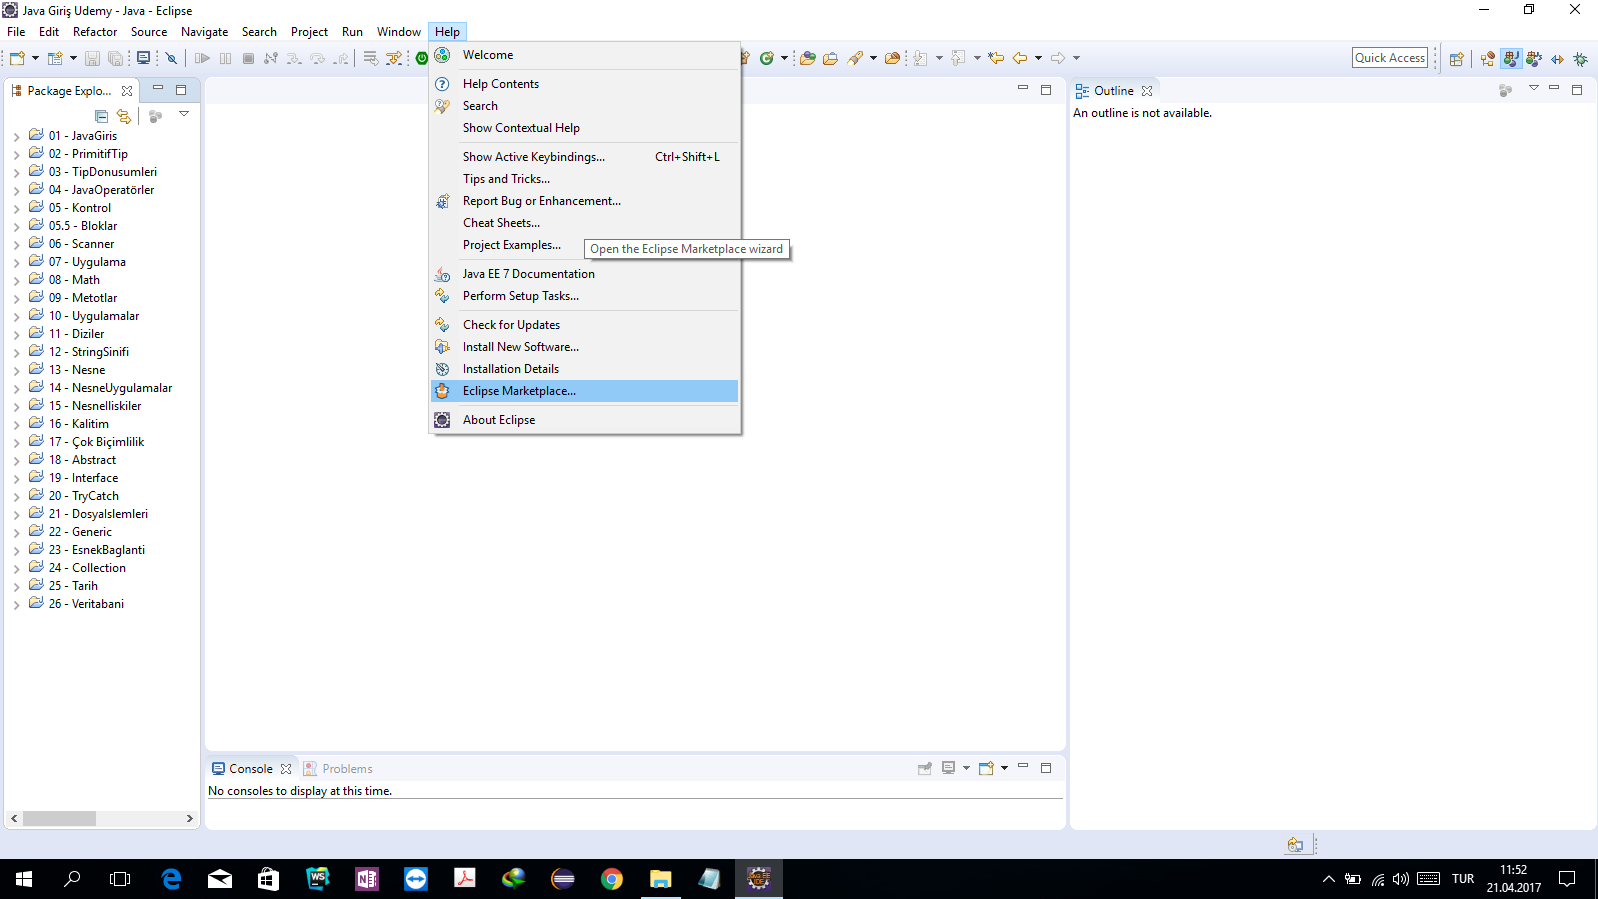 Java Giriş Udemy - Java - Eclipse
File Edit Refactor Source Navigate Search Project Run Window Help
Quick Access
Package Explo...
01 - JavaGiris
02 - PrimitifTip
03 - TipDonusumleri
04 - JavaOperatörler
05 - Kontrol
05.5 - Bloklar
06 - Scanner
07 - Uygulama
08 - Math
09 - Metotlar
10 - Uygulamalar
11 - Diziler
12 - StringSinifi
13 - Nesne
14 - NesneUygulamalar
15 - Nesnelliskiler
16 - Kalitim
17 - Çok Biçimlilik
18 - Abstract
19 - Interface
20 - TryCatch
21 - Dosyalslemleri
22 - Generic
23 - EsnekBaglanti
24 - Collection
25 - Tarih
26 - Veritabani
Welcome
Help Contents
Search
Show Contextual Help
Show Active Keybindings... Ctrl+Shift+L
Tips and Tricks...
Report Bug or Enhancement...
Cheat Sheets...
Project Examples...
Open the Eclipse Marketplace wizard
Java EE 7 Documentation
Perform Setup Tasks...
Check for Updates
Install New Software...
Installation Details
Eclipse Marketplace...
About Eclipse
Outline
An outline is not available.
Console Problems
No consoles to display at this time.
TUR
11:52
21.04.2017